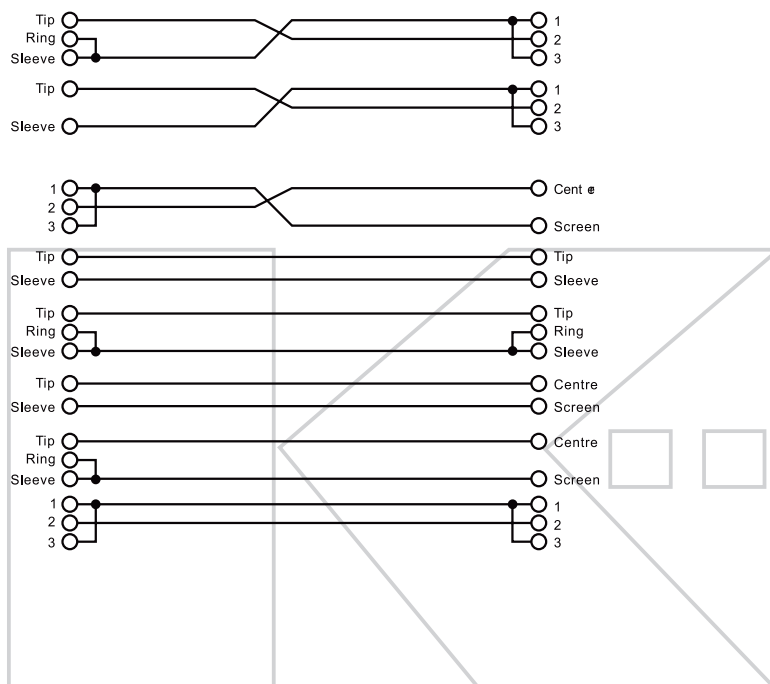 Tip 1
Ring 2
Sleeve 3
Tip 1
2
Sleeve 3
1 Centre
2
3 Screen
Tip Tip
Sleeve Sleeve
Tip Tip
Ring Ring
Sleeve Sleeve
Tip Centre
Sleeve Screen
Tip Centre
Ring
Sleeve Screen
1 1
2 2
3 3